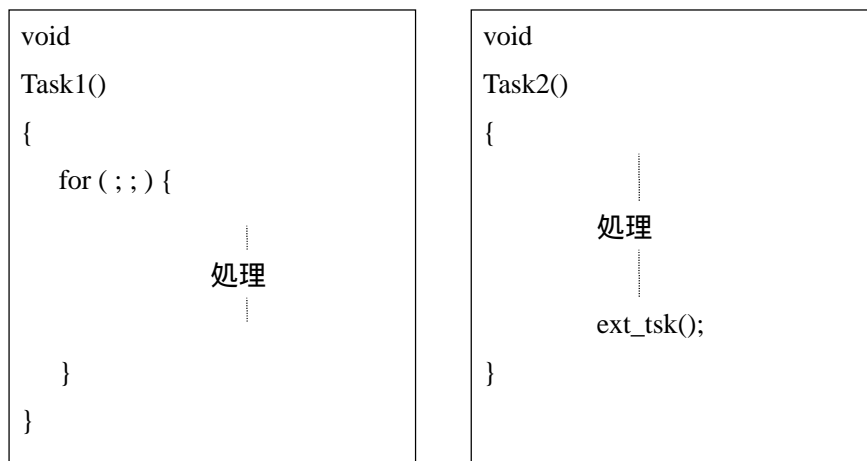 void
Task1()
{
for ( ; ; ) {
処理
}
}
void
Task2()
{
処理
ext_tsk();
}